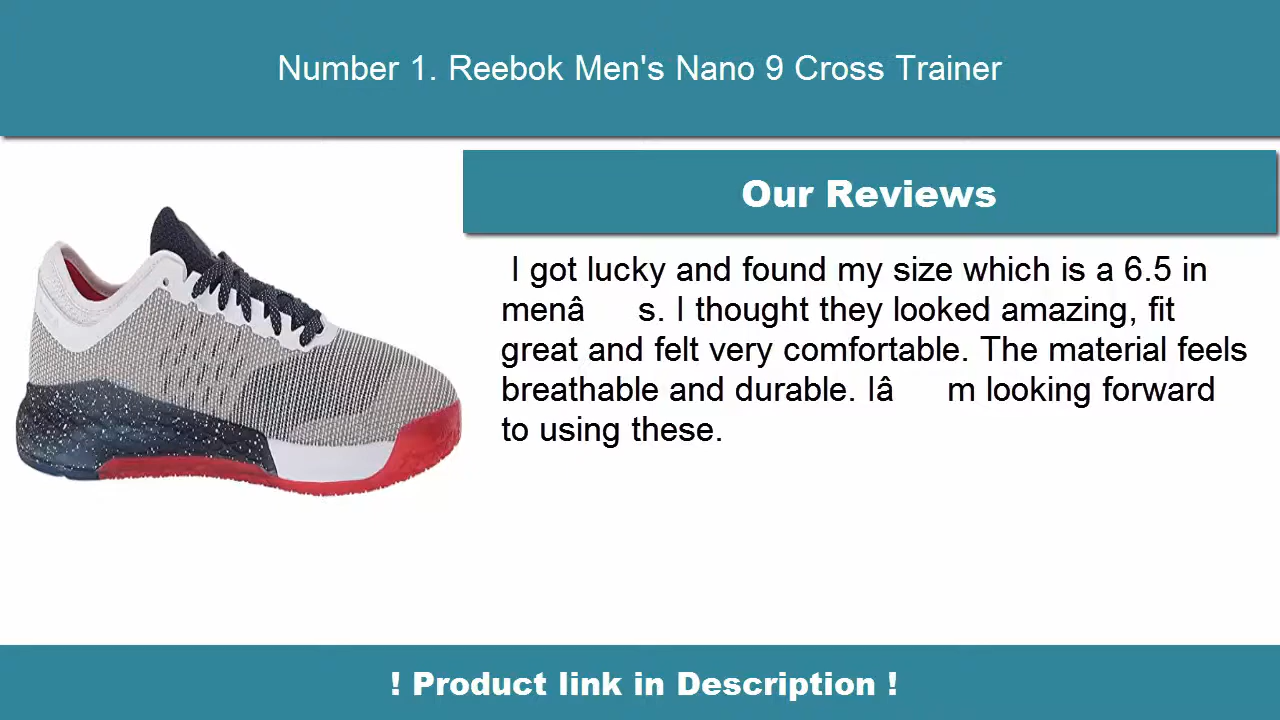 Number 1. Reebok Men's Nano 9 Cross Trainer
Our Reviews
I got lucky and found my size which is a 6.5 in
menâ s. I thought they looked amazing, fit
great and felt very comfortable. The material feels
breathable and durable. Iâ m looking forward
to using these.
! Product link in Description !